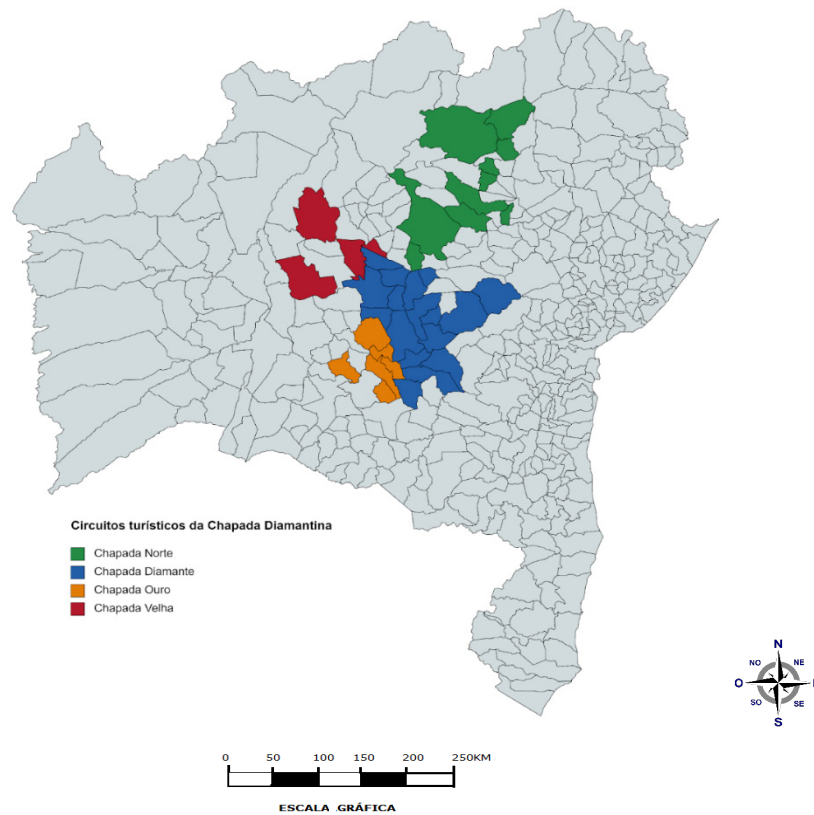 Circuitos turísticos da Chapada Diamantina
Chapada Norte
Chapada Diamante
Chapada Ouro
Chapada Velha
N
NO NE
O
SO SE
S
0 50 100 150 200 250KM
ESCALA .GRÁFICA